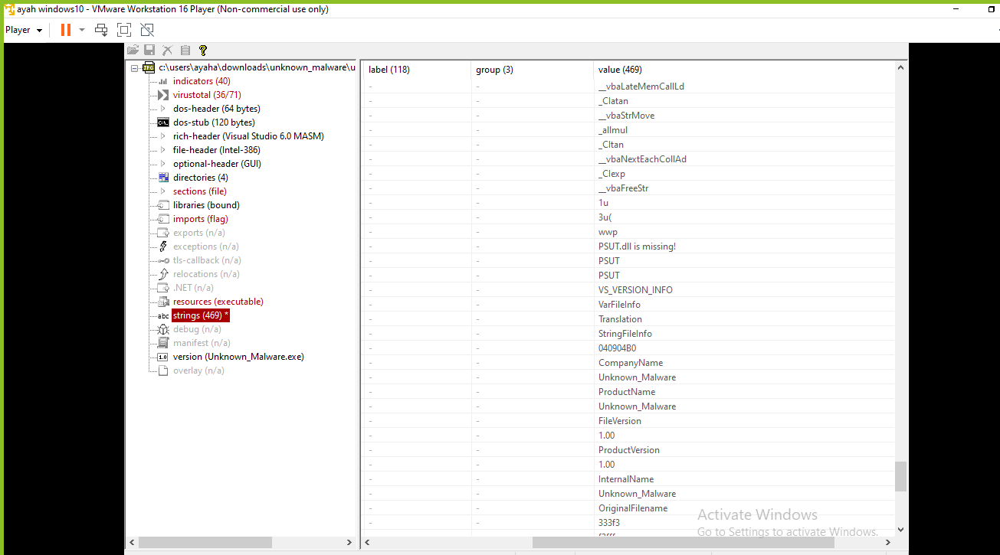 ayah windows10 - VMware Workstation 16 Player (Non-commercial use only)
Player
c:\users\ayaha\downloads\unknown_malware\u
indicators (40)
virustotal (36/71)
dos-header (64 bytes)
dos-stub (120 bytes)
rich-header (Visual Studio 6.0 MASM)
file-header (Intel-386)
optional-header (GUI)
directories (4)
sections (file)
libraries (bound)
imports (flag)
exports (n/a)
exceptions (n/a)
tls-callback (n/a)
relocations (n/a)
.NET (n/a)
resources (executable)
abc strings (469) *
debug (n/a)
manifest (n/a)
1.0 version (Unknown_Malware.exe)
overlay (n/a)
label (118) group (3) value (469)
- - __vbaLateMemCallLd
- - _CIatan
- - __vbaStrMove
- - _allmul
- - _CItan
- - __vbaNextEachCollAd
- - _CIexp
- - __vbaFreeStr
- - 1u
- - 3u(
- - wwp
- - PSUT.dll is missing!
- - PSUT
- - PSUT
- - VS_VERSION_INFO
- - VarFileInfo
- - Translation
- - StringFileInfo
- - 040904B0
- - CompanyName
- - Unknown_Malware
- - ProductName
- - Unknown_Malware
- - FileVersion
- - 1.00
- - ProductVersion
- - 1.00
- - InternalName
- - Unknown_Malware
- - OriginalFilename
- - 333f3
Activate Windows
Go to Settings to activate Windows.